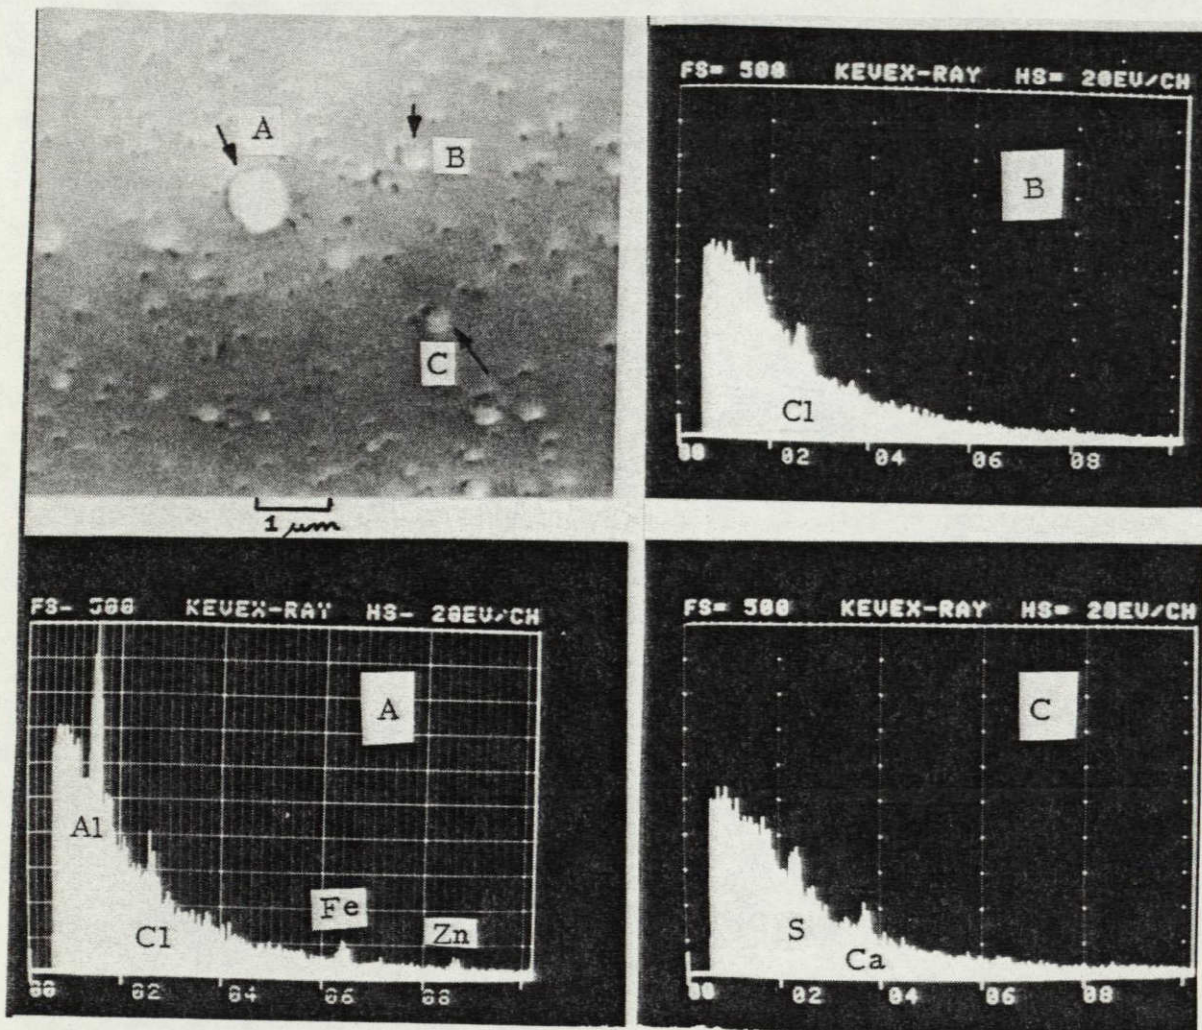 A
B
C
1 μm
FS= 500 KEVEX-RAY HS= 20EV/CH
B
Cl
00 02 04 06 08
FS- 500 KEVEX-RAY HS- 20EV/CH
A
Al
Cl
Fe
Zn
00 02 04 06 08
FS= 500 KEVEX-RAY HS= 20EV/CH
C
S
Ca
00 02 04 06 08